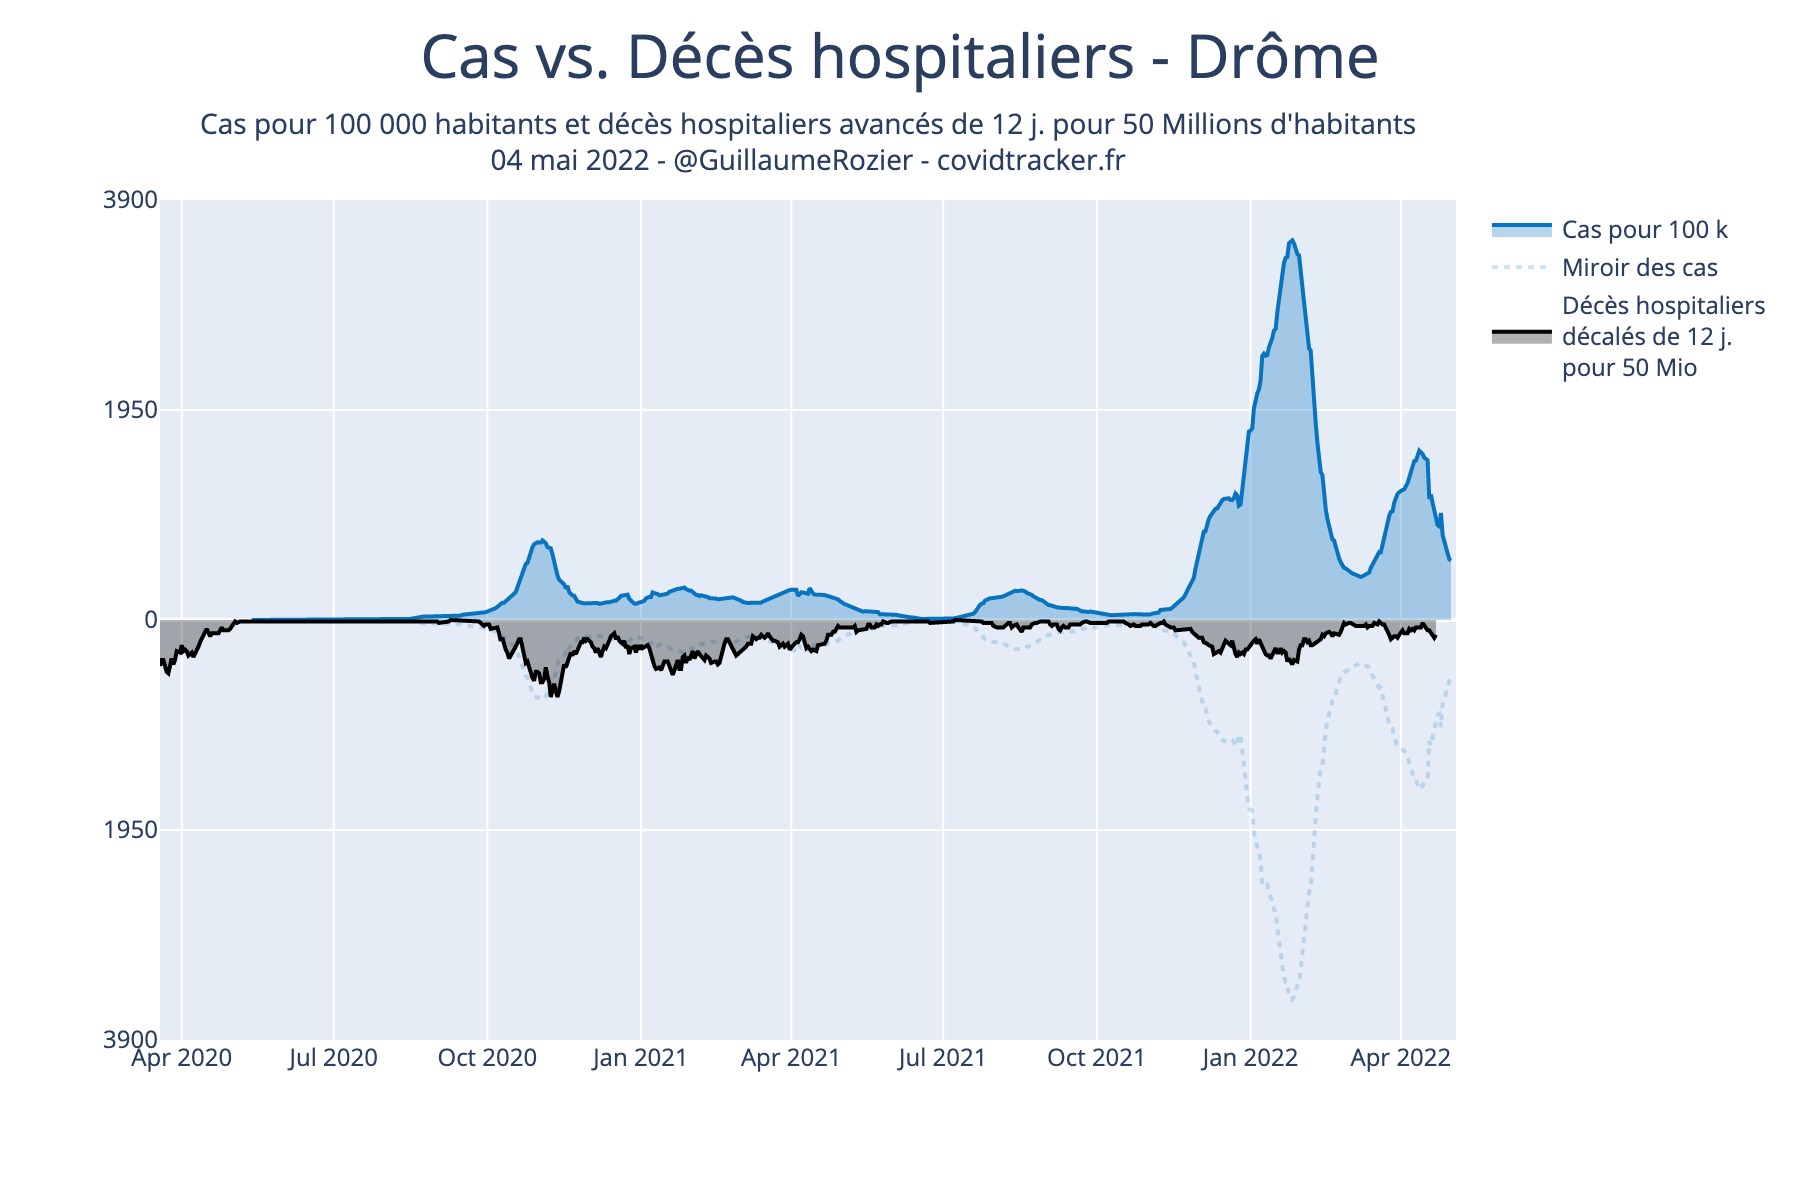 Cas vs. Décès hospitaliers - Drôme
Cas pour 100 000 habitants et décès hospitaliers avancés de 12 j. pour 50 Millions d'habitants
04 mai 2022 - @GuillaumeRozier - covidtracker.fr
3900
1950
0
1950
3900
Apr 2020
Jul 2020
Oct 2020
Jan 2021
Apr 2021
Jul 2021
Oct 2021
Jan 2022
Apr 2022
Cas pour 100 k
Miroir des cas
Décès hospitaliers
décalés de 12 j.
pour 50 Mio